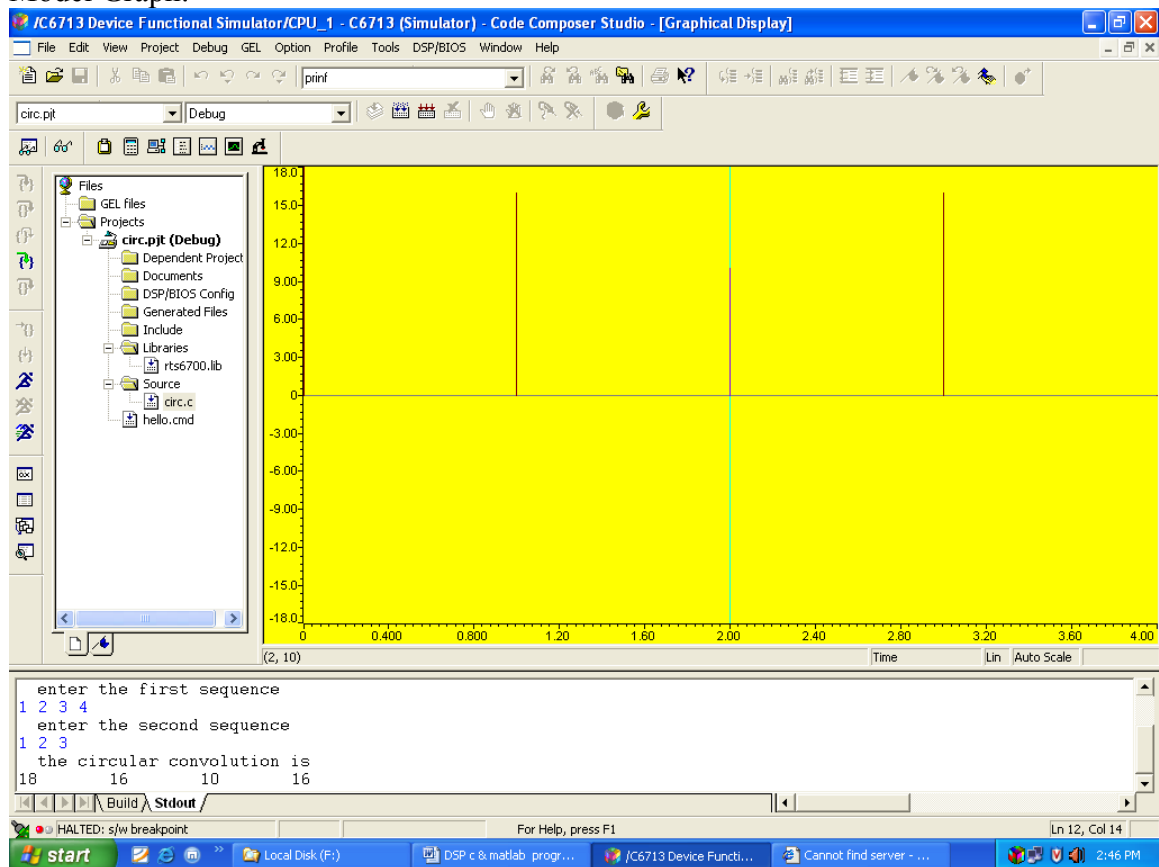 Model Graph:
/C6713 Device Functional Simulator/CPU_1 - C6713 (Simulator) - Code Composer Studio - [Graphical Display]
File Edit View Project Debug GEL Option Profile Tools DSP/BIOS Window Help
prinf
circ.pjt Debug
Files
GEL files
Projects
circ.pjt (Debug)
Dependent Project
Documents
DSP/BIOS Config
Generated Files
Include
Libraries
rts6700.lib
Source
circ.c
hello.cmd
18.0
15.0
12.0
9.00
6.00
3.00
0
-3.00
-6.00
-9.00
-12.0
-15.0
-18.0
0 0.400 0.800 1.20 1.60 2.00 2.40 2.80 3.20 3.60 4.00
(2, 10) Time Lin Auto Scale
enter the first sequence
1 2 3 4
enter the second sequence
1 2 3
the circular convolution is
18 16 10 16
Build Stdout
HALTED: s/w breakpoint For Help, press F1 Ln 12, Col 14
start Local Disk (F:) DSP c & matlab progr... /C6713 Device Functi... Cannot find server - ... 2:46 PM